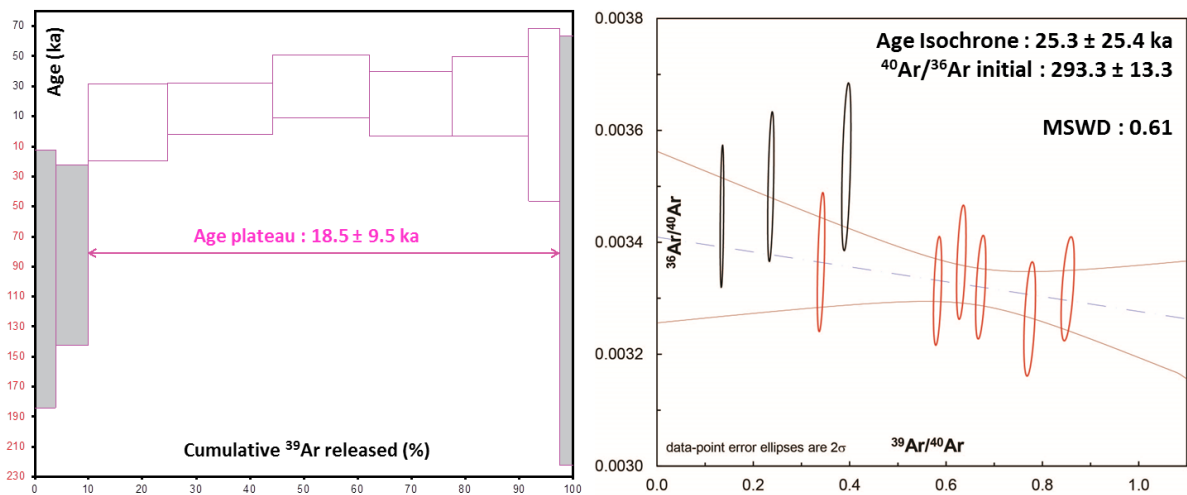 70
50
30
10
10
30
50
70
90
110
130
150
170
190
210
230
Age (ka)
Age plateau : 18.5 ± 9.5 ka
Cumulative ³⁹Ar released (%)
0 10 20 30 40 50 60 70 80 90 100
0.0038
0.0036
0.0034
0.0032
0.0030
³⁶Ar/⁴⁰Ar
Age Isochrone : 25.3 ± 25.4 ka
⁴⁰Ar/³⁶Ar initial : 293.3 ± 13.3
MSWD : 0.61
data-point error ellipses are 2σ
³⁹Ar/⁴⁰Ar
0.0 0.2 0.4 0.6 0.8 1.0